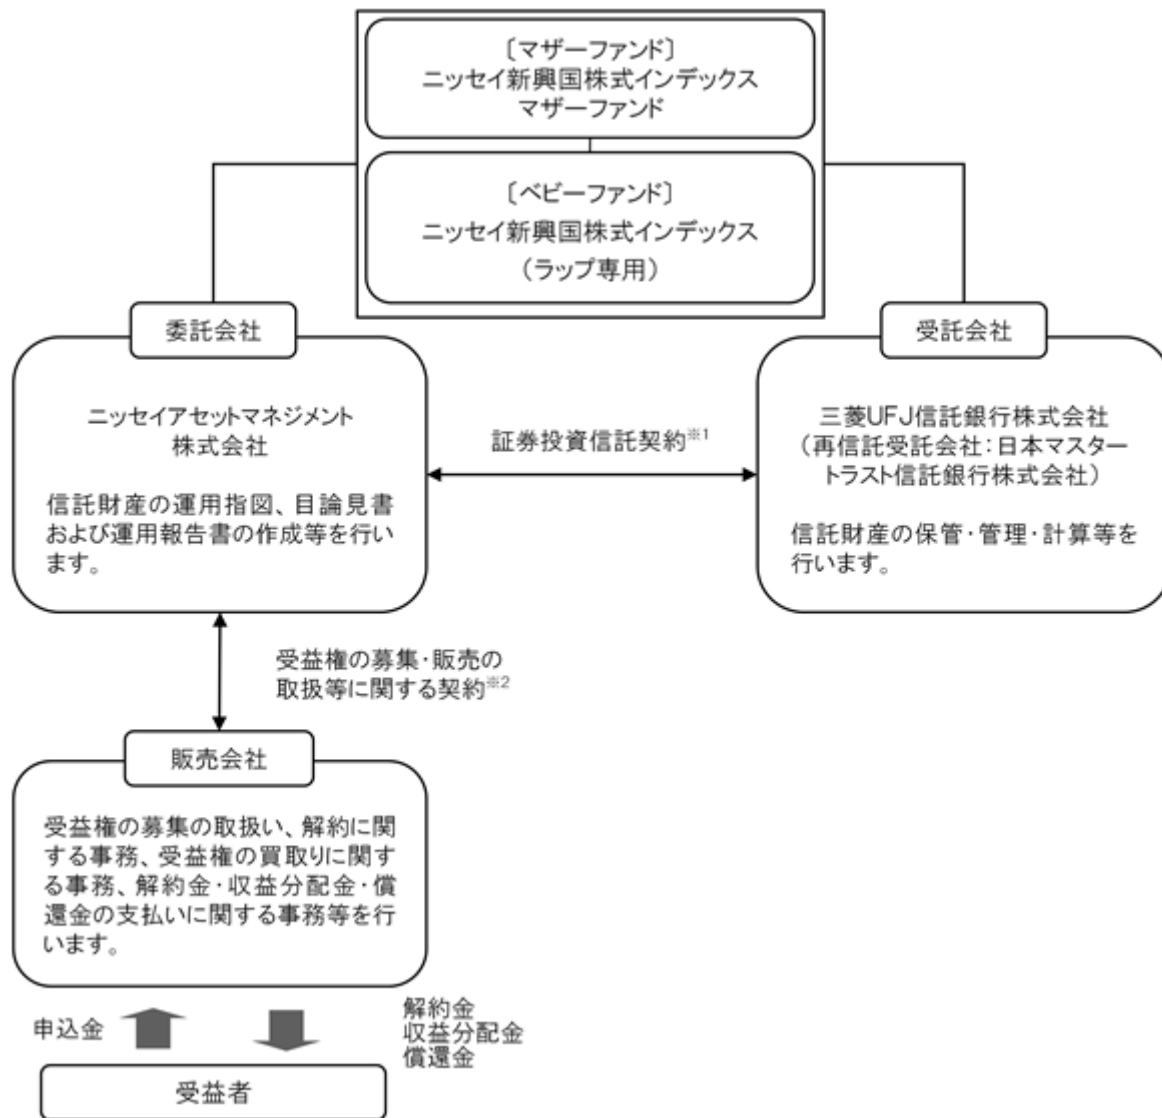 〔マザーファンド〕
ニッセイ新興国株式インデックス
マザーファンド
〔ベビーファンド〕
ニッセイ新興国株式インデックス
（ラップ専用）
委託会社
ニッセイアセットマネジメント
株式会社
信託財産の運用指図、目論見書
および運用報告書の作成等を行い
ます。
証券投資信託契約※1
受託会社
三菱UFJ信託銀行株式会社
（再信託受託会社：日本マスター
トラスト信託銀行株式会社）
信託財産の保管・管理・計算等を
行います。
受益権の募集・販売の
取扱等に関する契約※2
販売会社
受益権の募集の取扱い、解約に関
する事務、受益権の買取りに関す
る事務、解約金・収益分配金・償
還金の支払いに関する事務等を行
います。
申込金
解約金
収益分配金
償還金
受益者